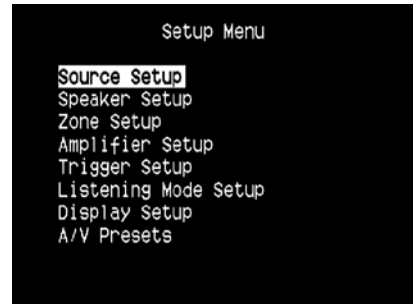 Setup Menu
Source Setup
Speaker Setup
Zone Setup
Amplifier Setup
Trigger Setup
Listening Mode Setup
Display Setup
A/V Presets